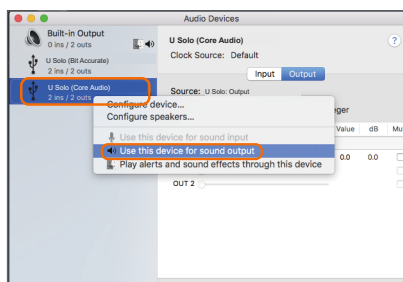 Audio Devices
Built-in Output
0 ins / 2 outs
U Solo (Bit Accurate)
2 ins / 2 outs
U Solo (Core Audio)
2 ins / 2 outs
U Solo (Core Audio)
?
Clock Source: Default
Input Output
Source: U Solo: Output
Configure device...
Configure speakers...
Use this device for sound input
Use this device for sound output
Play alerts and sound effects through this device
Value dB Mu
0.0 0.0
OUT 2